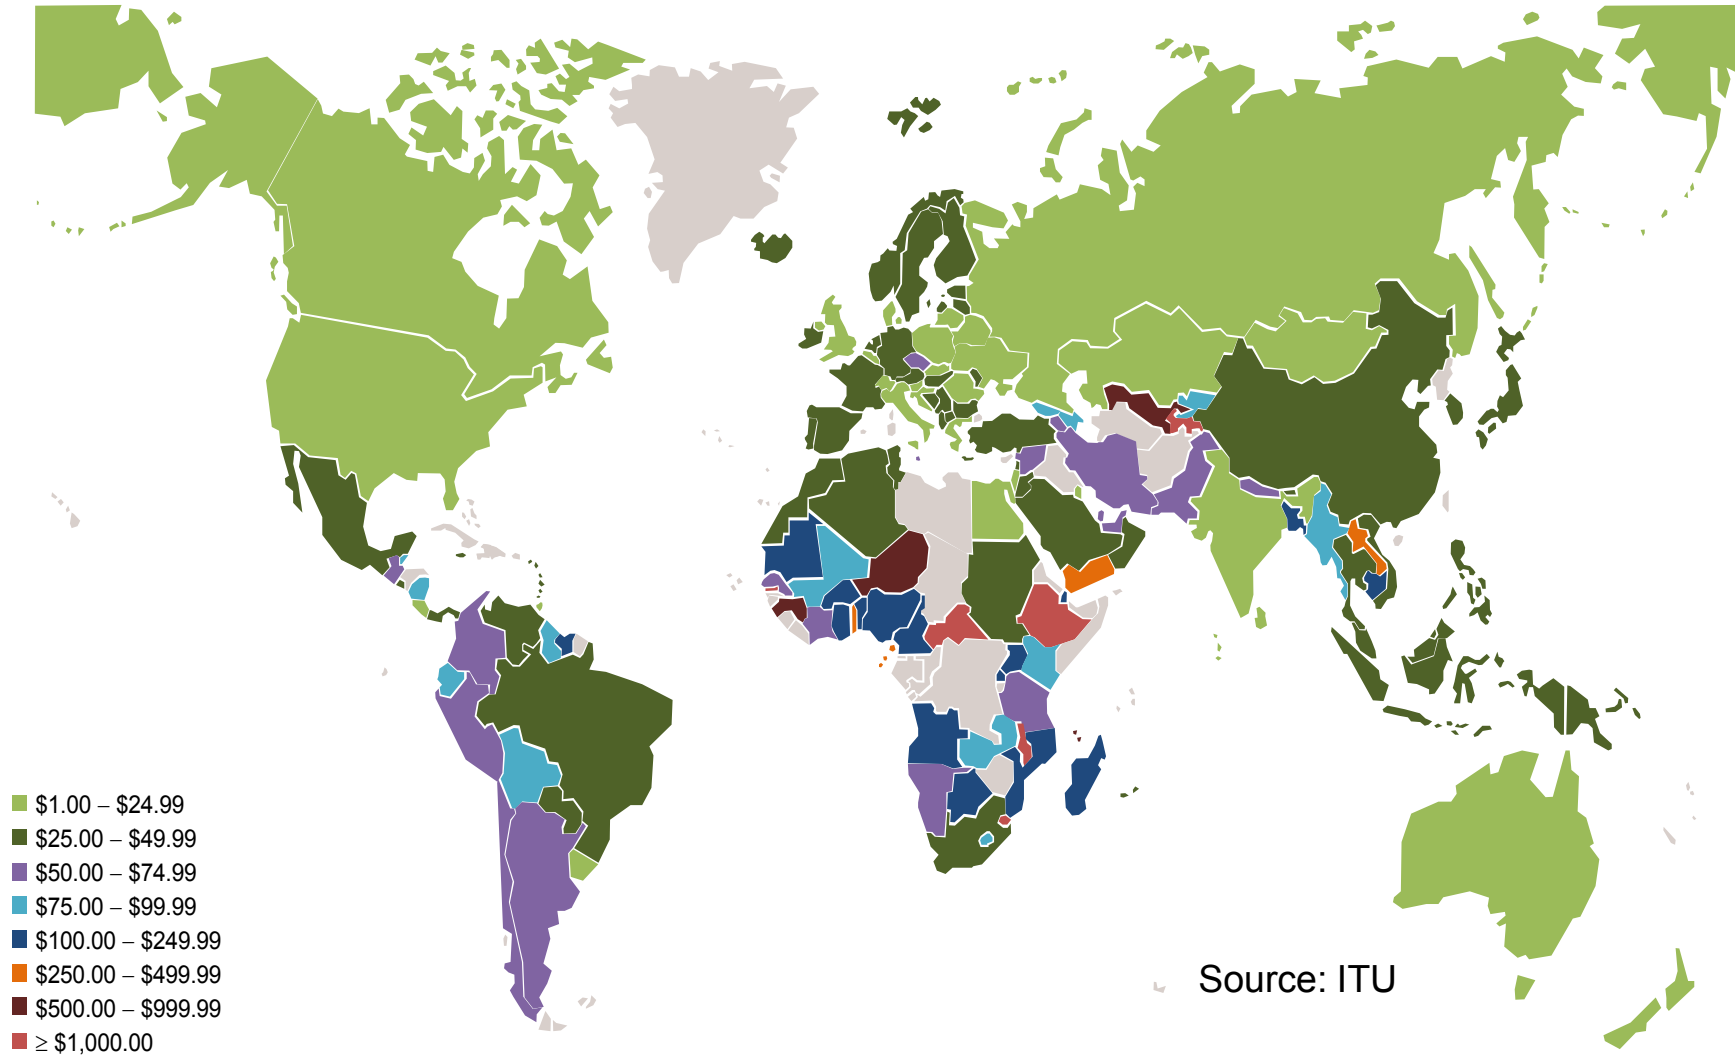 $1.00 – $24.99
$25.00 – $49.99
$50.00 – $74.99
$75.00 – $99.99
$100.00 – $249.99
$250.00 – $499.99
$500.00 – $999.99
≥ $1,000.00
Source: ITU